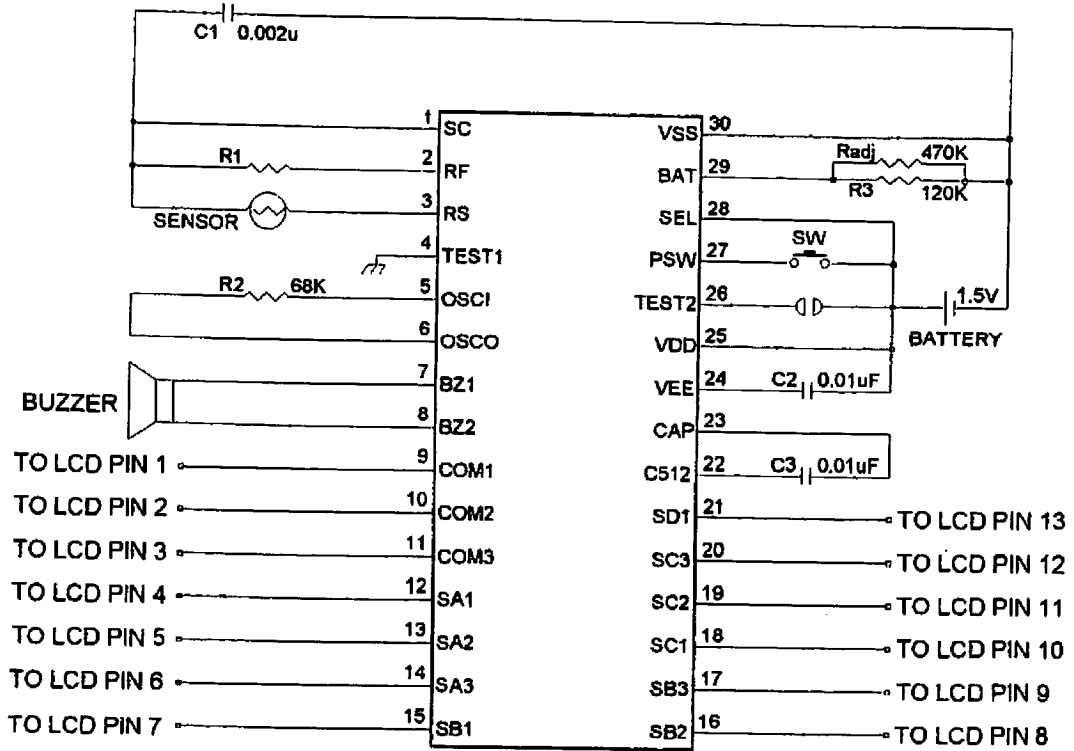 C1 0.002u
1 SC
R1 2 RF
SENSOR 3 RS
4 TEST1
R2 68K 5 OSCI
6 OSCO
BUZZER
7 BZ1
8 BZ2
TO LCD PIN 1 9 COM1
TO LCD PIN 2 10 COM2
TO LCD PIN 3 11 COM3
TO LCD PIN 4 12 SA1
TO LCD PIN 5 13 SA2
TO LCD PIN 6 14 SA3
TO LCD PIN 7 15 SB1
VSS 30
Radj 470K
BAT 29
R3 120K
SEL 28
SW
PSW 27
TEST2 26
1.5V
BATTERY
VDD 25
VEE 24 C2 0.01uF
CAP 23
C512 22 C3 0.01uF
SD1 21 TO LCD PIN 13
SC3 20 TO LCD PIN 12
SC2 19 TO LCD PIN 11
SC1 18 TO LCD PIN 10
SB3 17 TO LCD PIN 9
SB2 16 TO LCD PIN 8